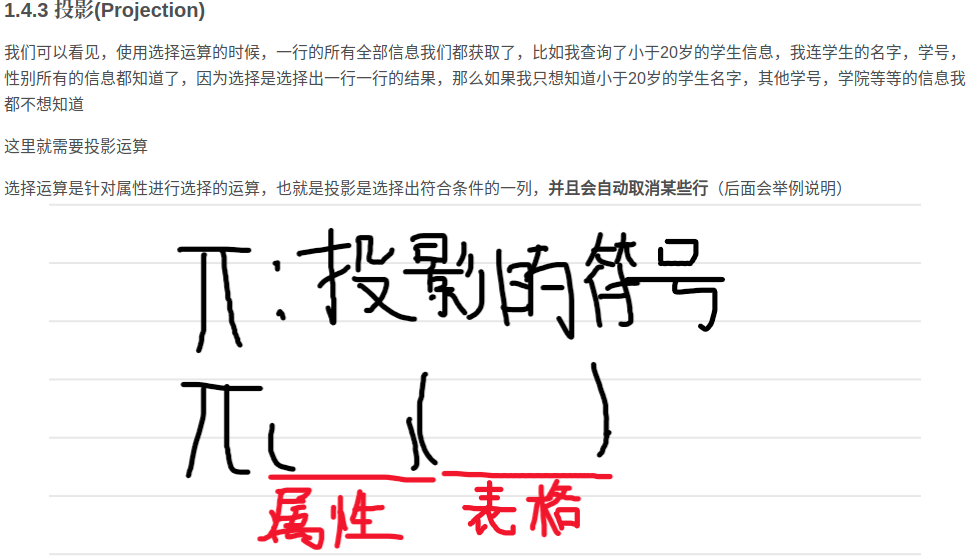 1.4.3 投影(Projection)
我们可以看见，使用选择运算的时候，一行的所有全部信息我们都获取了，比如我查询了小于20岁的学生信息，我连学生的名字，学号，
性别所有的信息都知道了，因为选择是选择出一行一行的结果，那么如果我只想知道小于20岁的学生名字，其他学号，学院等等的信息我
都不想知道
这里就需要投影运算
选择运算是针对属性进行选择的运算，也就是投影是选择出符合条件的一列，并且会自动取消某些行（后面会举例说明）
π:投影的符号
π( )( )
属性 表格